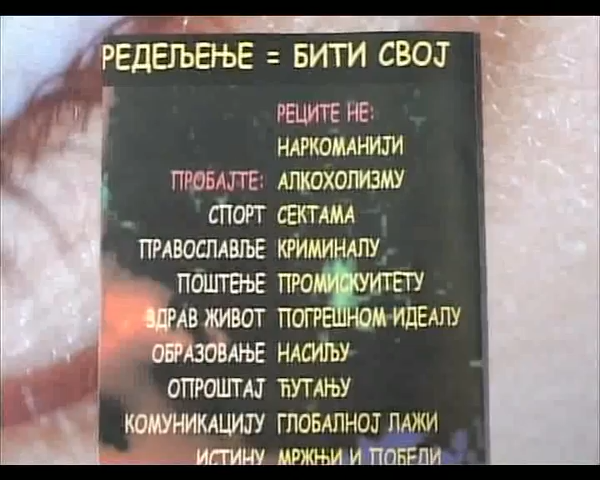 РЕДЕЉЕЊЕ = БИТИ СВОЈ
ПРОБАЈТЕ:
СПОРТ
ПРАВОСЛАВЉЕ
ПОШТЕЊЕ
ЗДРАВ ЖИВОТ
ОБРАЗОВАЊЕ
ОПРОШТАЈ
КОМУНИКАЦИЈУ
ИСТИНУ
РЕЦИТЕ НЕ:
НАРКОМАНИЈИ
АЛКОХОЛИЗМУ
СЕКТАМА
КРИМИНАЛУ
ПРОМИСКУИТЕТУ
ПОГРЕШНОМ ИДЕАЛУ
НАСИЉУ
ЋУТАЊУ
ГЛОБАЛНОЈ ЛАЖИ
МРЖЊИ И ПОБЕДИ